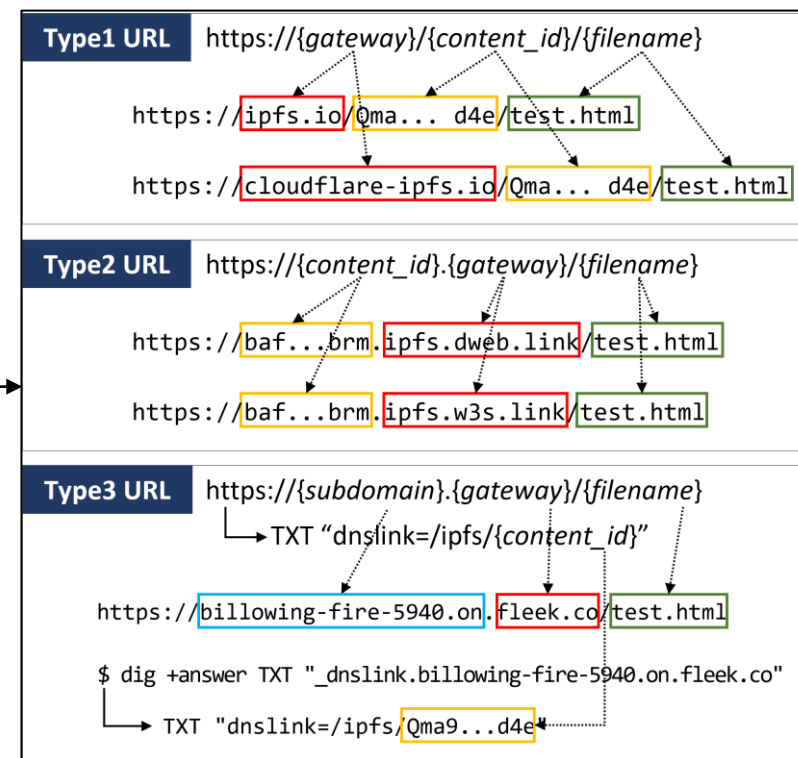 Type1 URL https://{gateway}/{content_id}/{filename}
https://ipfs.io/Qma... d4e/test.html
https://cloudflare-ipfs.io/Qma... d4e/test.html
Type2 URL https://{content_id}.{gateway}/{filename}
https://baf...brm.ipfs.dweb.link/test.html
https://baf...brm.ipfs.w3s.link/test.html
Type3 URL https://{subdomain}.{gateway}/{filename}
TXT “dnslink=/ipfs/{content_id}”
https://billowing-fire-5940.on.fleek.co/test.html
$ dig +answer TXT "_dnslink.billowing-fire-5940.on.fleek.co"
TXT "dnslink=/ipfs/Qma9...d4e"